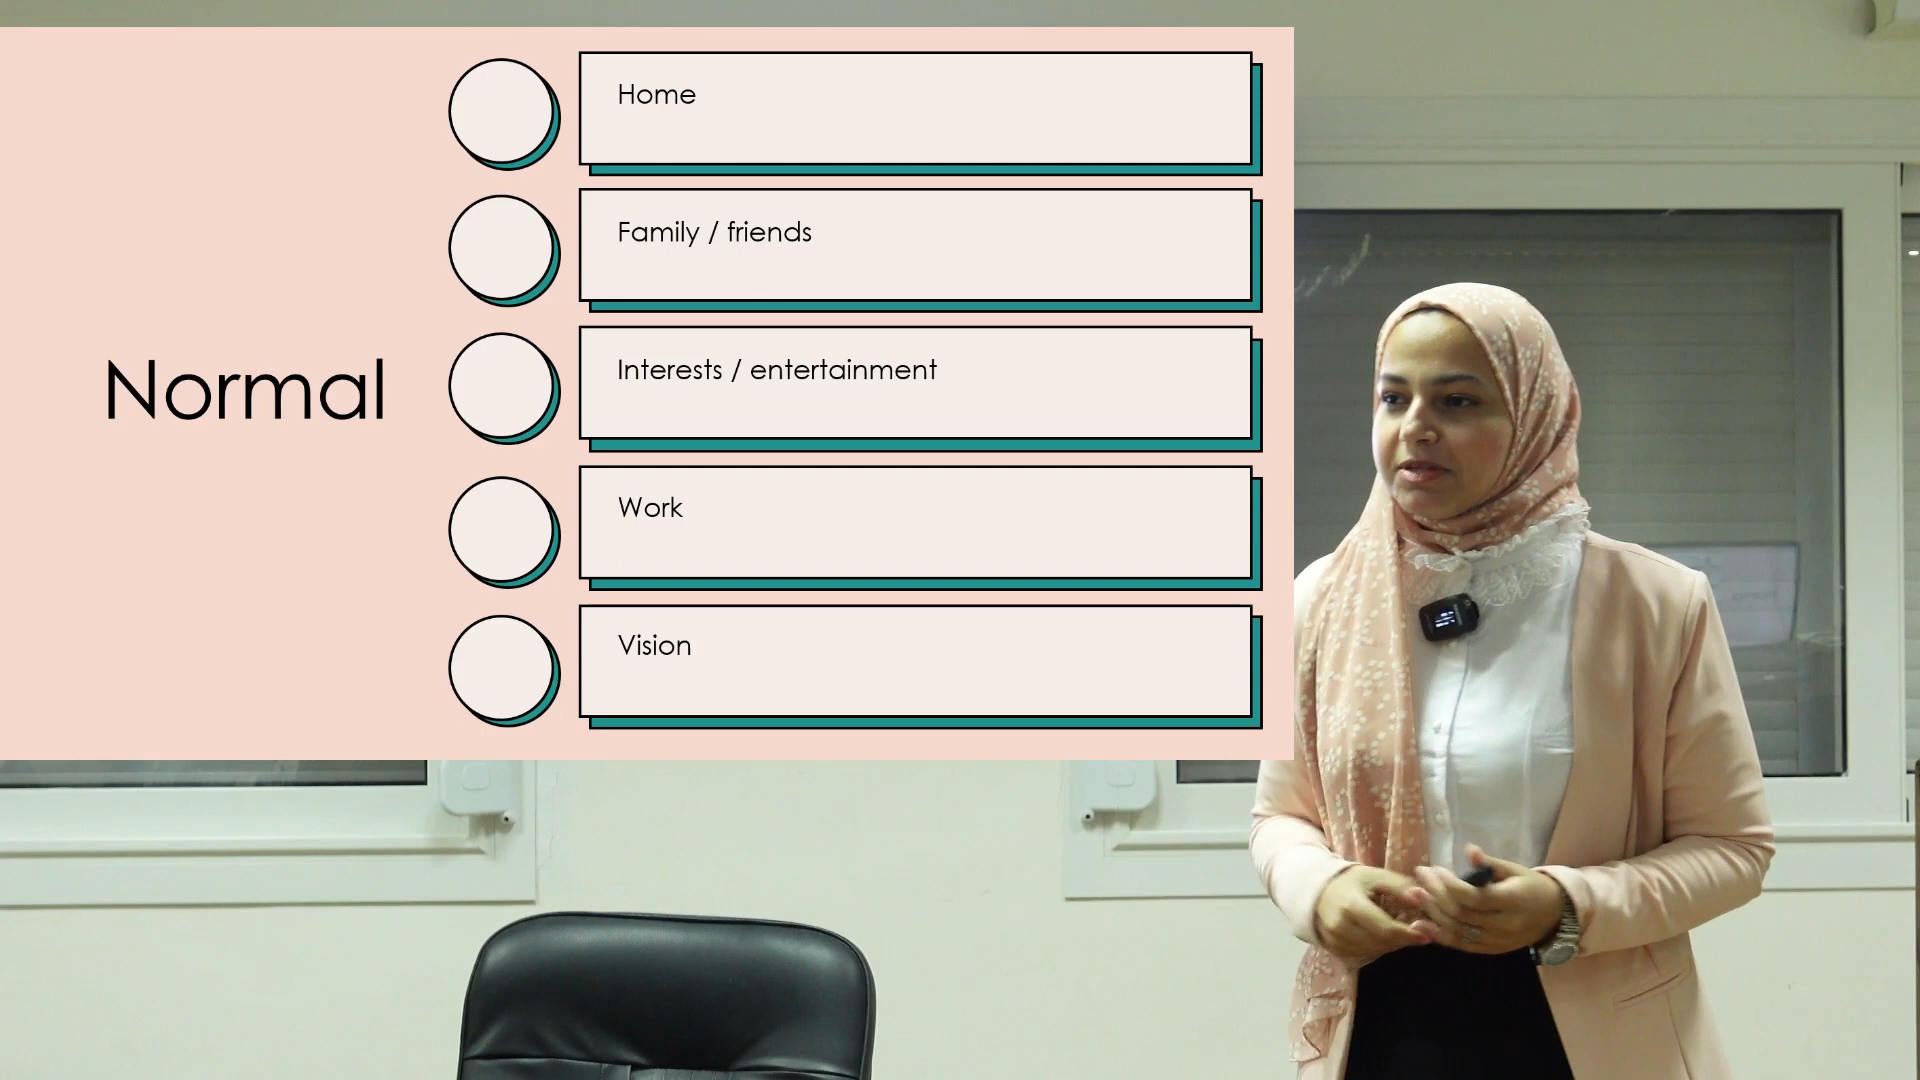 Normal
Home
Family / friends
Interests / entertainment
Work
Vision